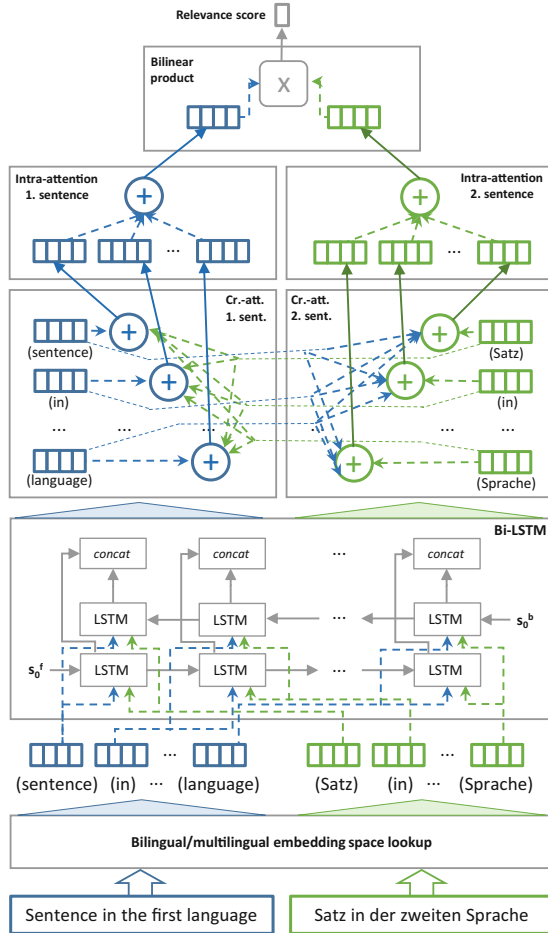 Relevance score
Bilinear
product
X
Intra-attention
1. sentence
+
...
Intra-attention
2. sentence
+
...
Cr.-att.
1. sent.
Cr.-att.
2. sent.
+
+
(sentence)
(Satz)
+
+
(in)
(in)
... ... ... ... ... ...
+
+
(language)
(Sprache)
Bi-LSTM
concat concat ... concat
LSTM LSTM ... LSTM s₀ᵇ
s₀ᶠ LSTM LSTM ... LSTM
... ...
(sentence) (in) ... (language) (Satz) (in) ... (Sprache)
Bilingual/multilingual embedding space lookup
Sentence in the first language
Satz in der zweiten Sprache